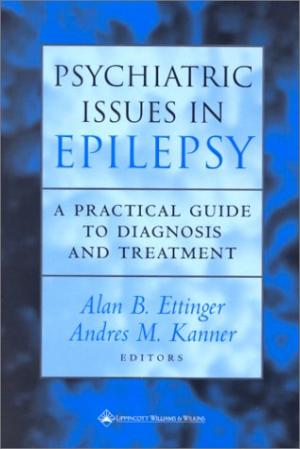 PSYCHIATRIC
ISSUES IN
EPILEPSY
A PRACTICAL GUIDE
TO DIAGNOSIS
AND TREATMENT
Alan B. Ettinger
Andres M. Kanner
EDITORS
LIPPINCOTT WILLIAMS & WILKINS